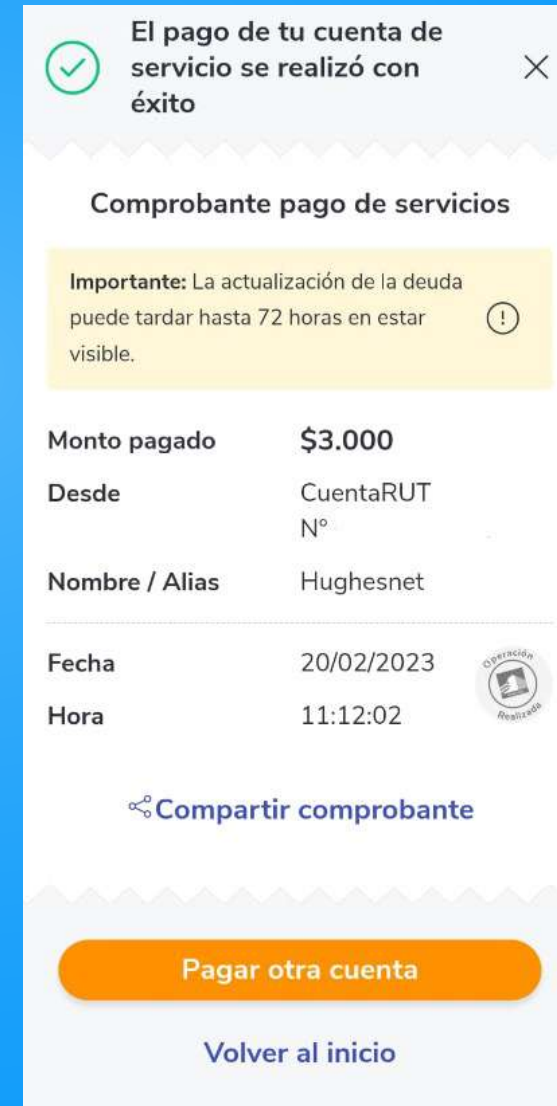 El pago de tu cuenta de
servicio se realizó con
éxito
Comprobante pago de servicios
Importante: La actualización de la deuda
puede tardar hasta 72 horas en estar
visible.
Monto pagado $3.000
Desde CuentaRUT
N°
Nombre / Alias Hughesnet
Fecha 20/02/2023
Hora 11:12:02
Operación
Realizada
Compartir comprobante
Pagar otra cuenta
Volver al inicio